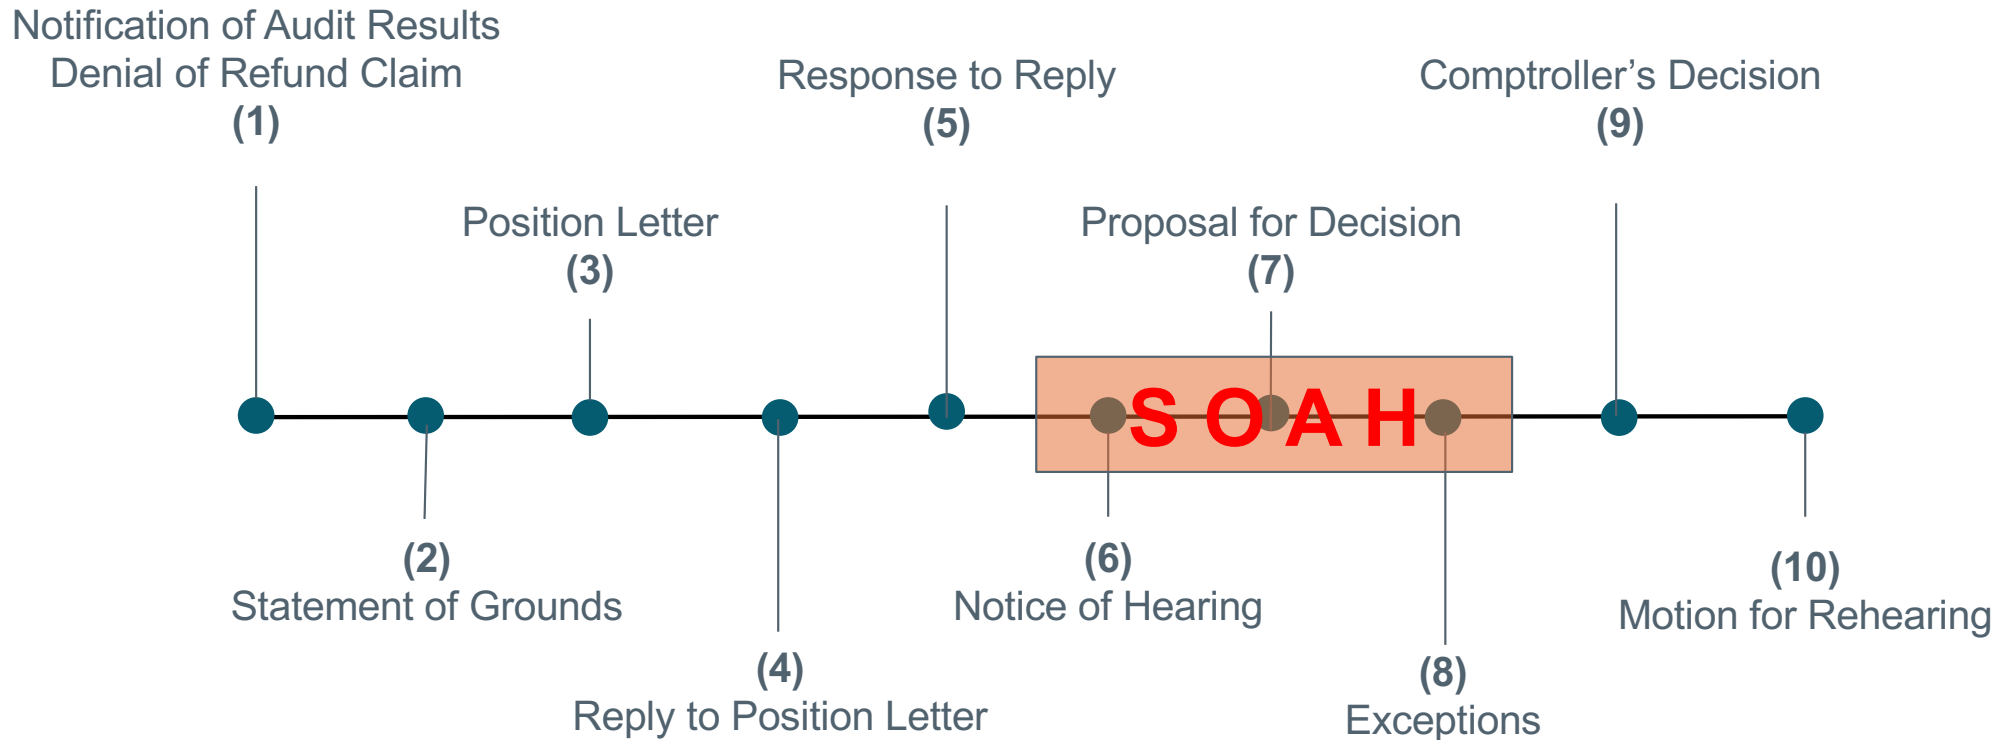 Notification of Audit Results
Denial of Refund Claim
(1)
(2)
Statement of Grounds
Position Letter
(3)
(4)
Reply to Position Letter
Response to Reply
(5)
SOAH
(6)
Notice of Hearing
Proposal for Decision
(7)
(8)
Exceptions
Comptroller’s Decision
(9)
(10)
Motion for Rehearing